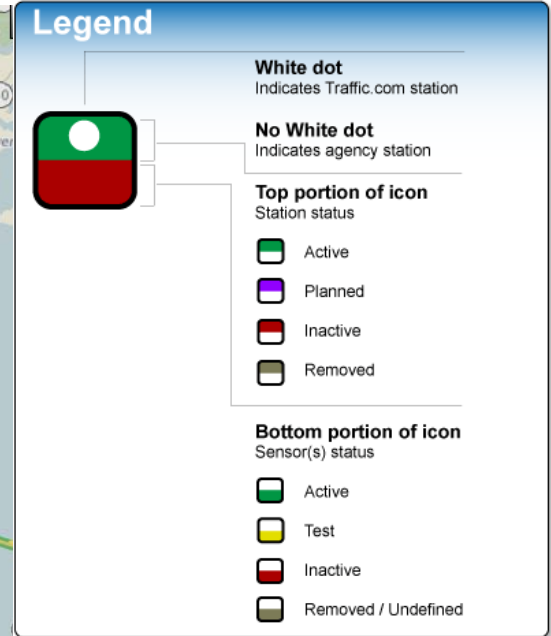 Legend
White dot
Indicates Traffic.com station
No White dot
Indicates agency station
Top portion of icon
Station status
Active
Planned
Inactive
Removed
Bottom portion of icon
Sensor(s) status
Active
Test
Inactive
Removed / Undefined